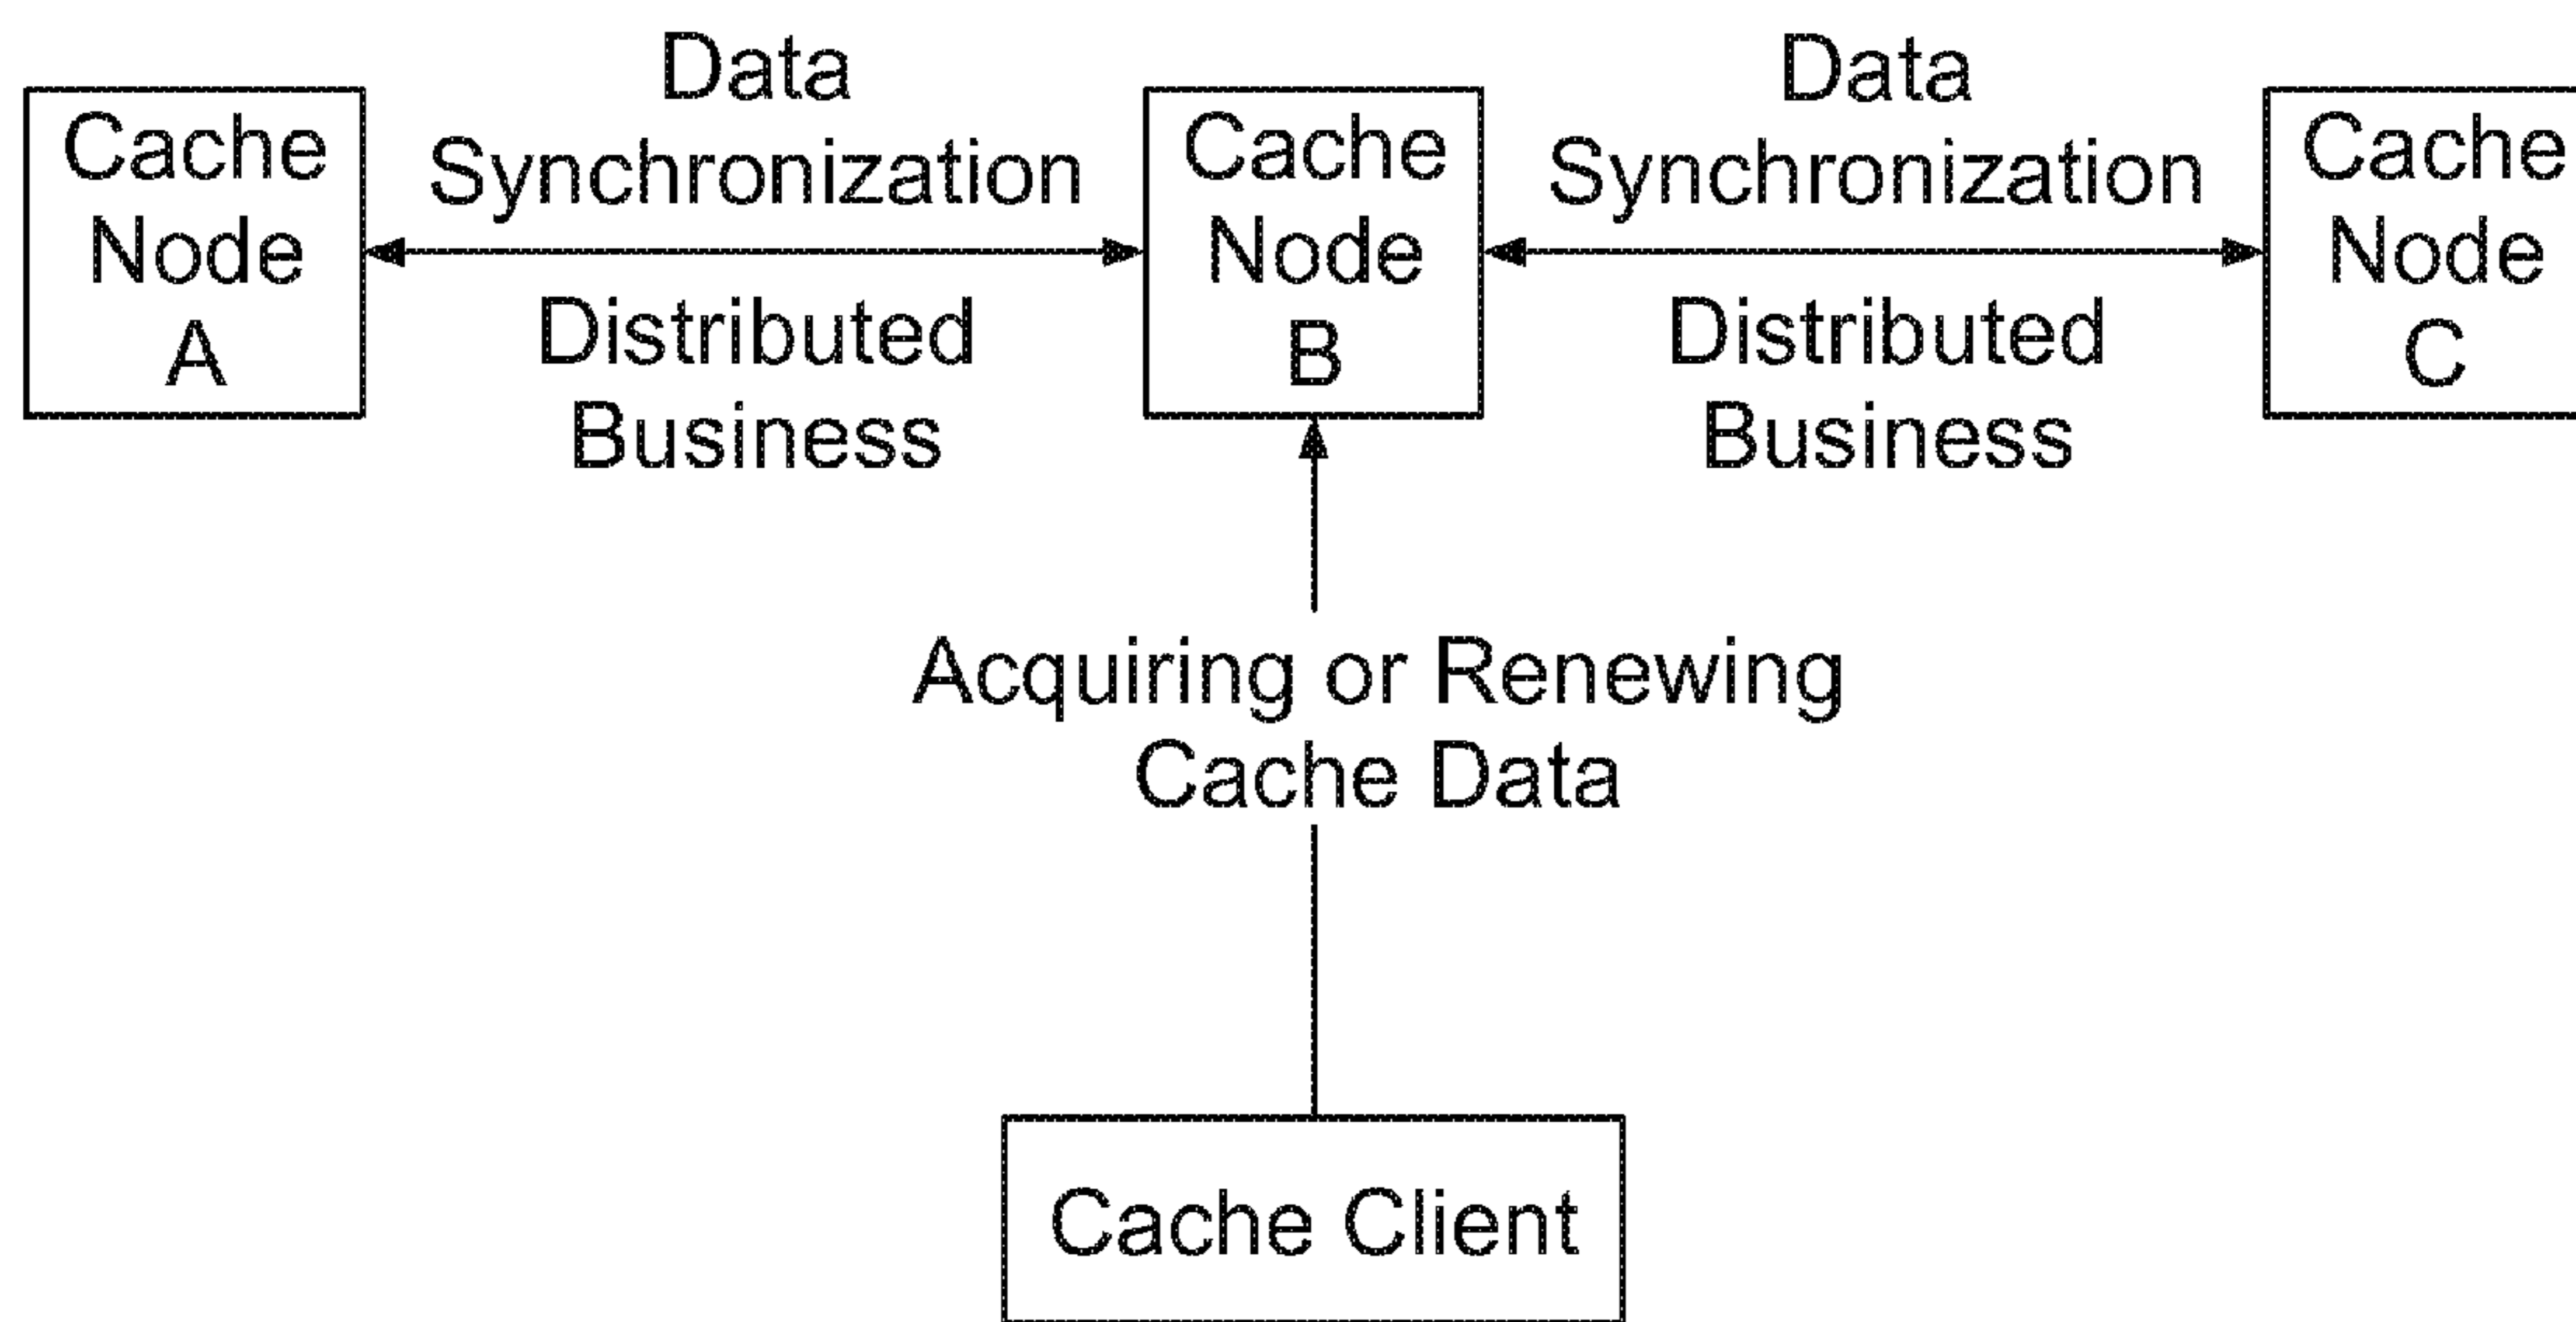 Cache
Node
A
Data
Synchronization
Distributed
Business
Cache
Node
B
Data
Synchronization
Distributed
Business
Cache
Node
C
Acquiring or Renewing
Cache Data
Cache Client